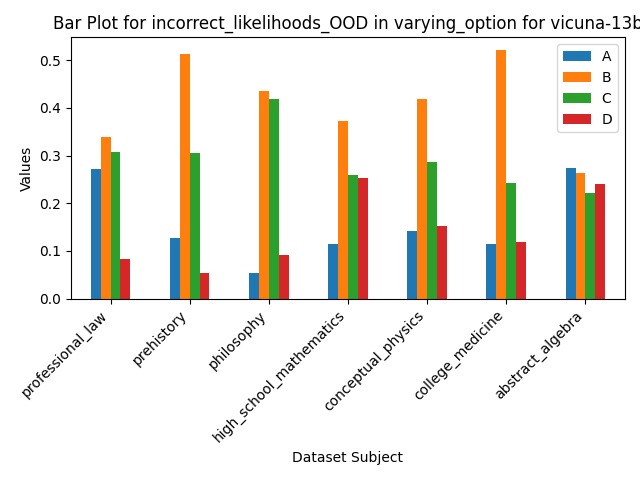 Bar Plot for incorrect_likelihoods_OOD in varying_option for vicuna-13b
A
B
C
D
Values
0.5
0.4
0.3
0.2
0.1
0.0
professional_law
prehistory
philosophy
high_school_mathematics
conceptual_physics
college_medicine
abstract_algebra
Dataset Subject